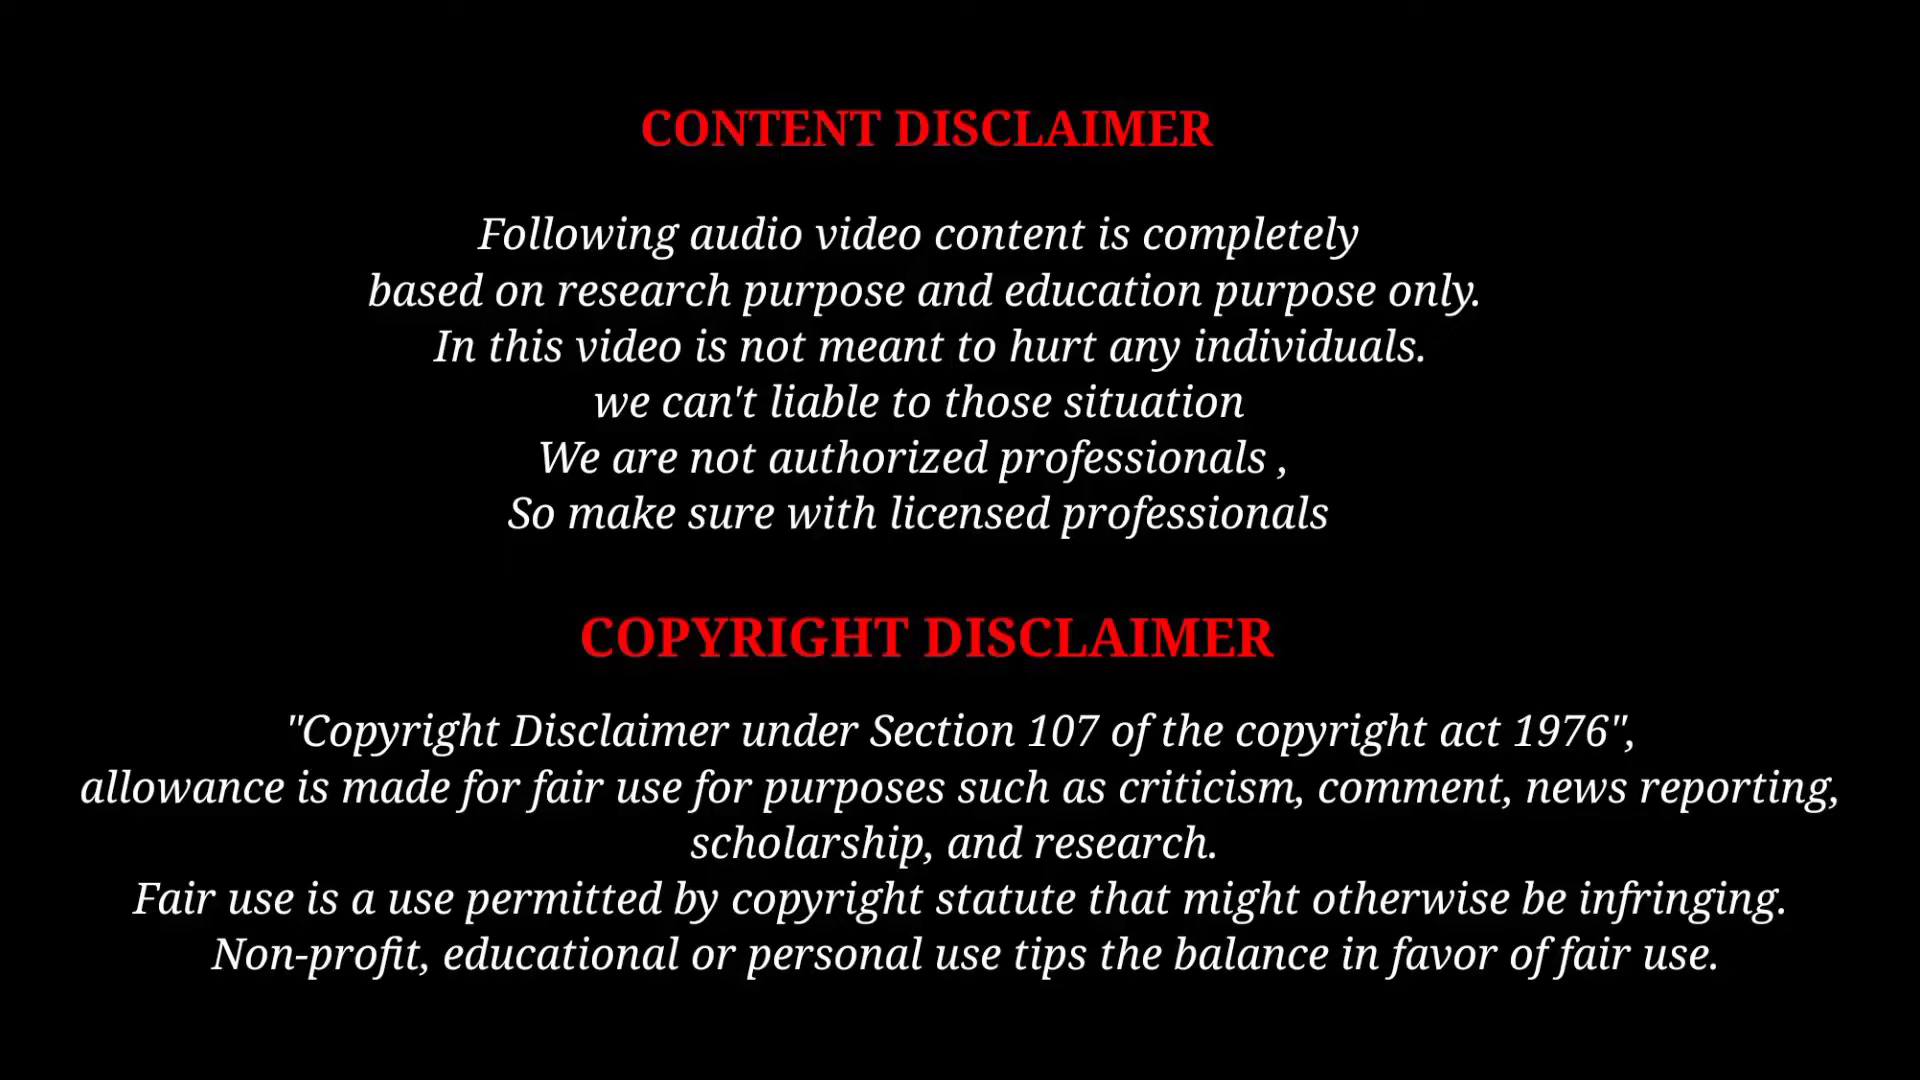 CONTENT DISCLAIMER
Following audio video content is completely
based on research purpose and education purpose only.
In this video is not meant to hurt any individuals.
we can't liable to those situation
We are not authorized professionals ,
So make sure with licensed professionals
COPYRIGHT DISCLAIMER
"Copyright Disclaimer under Section 107 of the copyright act 1976",
allowance is made for fair use for purposes such as criticism, comment, news reporting,
scholarship, and research.
Fair use is a use permitted by copyright statute that might otherwise be infringing.
Non-profit, educational or personal use tips the balance in favor of fair use.